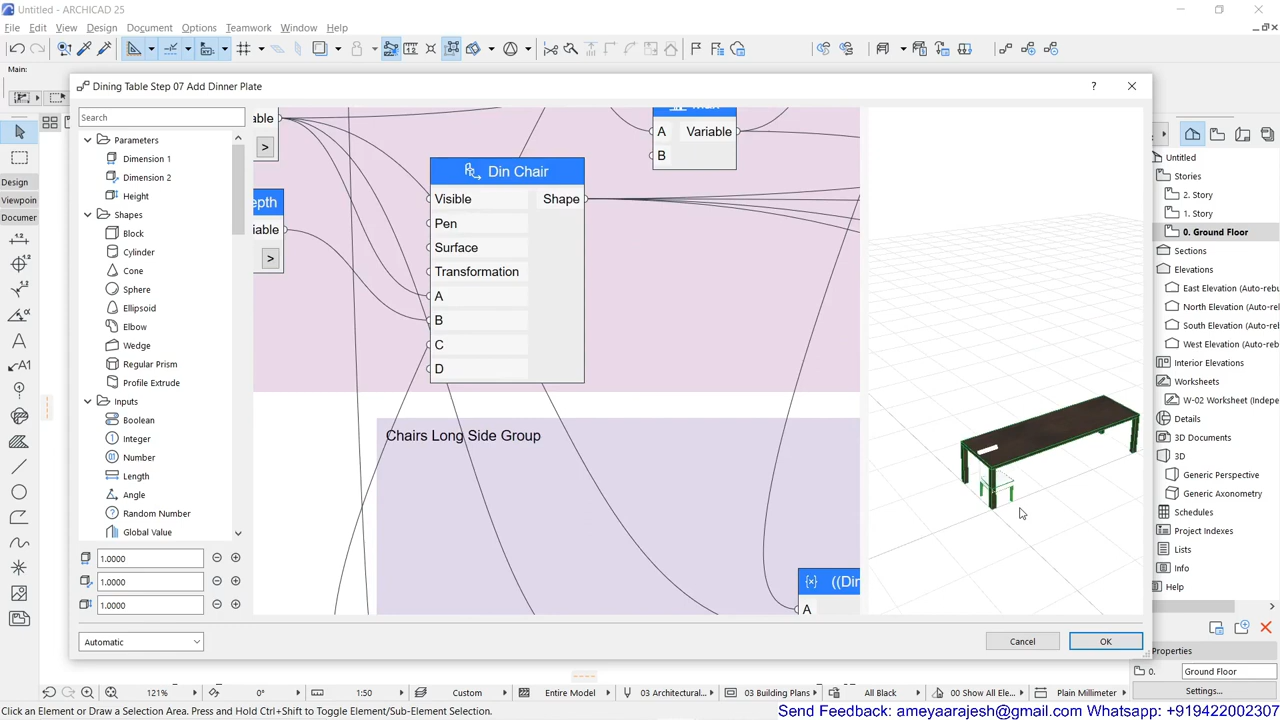 Untitled - ARCHICAD 25
File Edit View Design Document Options Teamwork Window Help
Main:
Dining Table Step 07 Add Dinner Plate
?
Search
Parameters
Dimension 1
Dimension 2
Height
Shapes
Block
Cylinder
Cone
Sphere
Ellipsoid
Elbow
Wedge
Regular Prism
Profile Extrude
Inputs
Boolean
Integer
Number
Length
Angle
Random Number
Global Value
1.0000
1.0000
1.0000
Automatic
able
>
epth
iable
>
Din Chair
Visible Shape
Pen
Surface
Transformation
A
B
C
D
A Variable
B
Chairs Long Side Group
((Din
A
Cancel OK
Design
Viewpoin
Documer
Untitled
Stories
2. Story
1. Story
0. Ground Floor
Sections
Elevations
East Elevation (Auto-rebu
North Elevation (Auto-re
South Elevation (Auto-re
West Elevation (Auto-reb
Interior Elevations
Worksheets
W-02 Worksheet (Indepe
Details
3D Documents
3D
Generic Perspective
Generic Axonometry
Schedules
Project Indexes
Lists
Info
Help
Properties
0. Ground Floor
Settings...
121% 0° 1:50 Custom Entire Model 03 Architectural... 03 Building Plans All Black 00 Show All Ele... Plain Millimeter
Click an Element or Draw a Selection Area. Press and Hold Ctrl+Shift to Toggle Element/Sub-Element Selection.
Send Feedback: ameyaarajesh@gmail.com Whatsapp: +919422002307